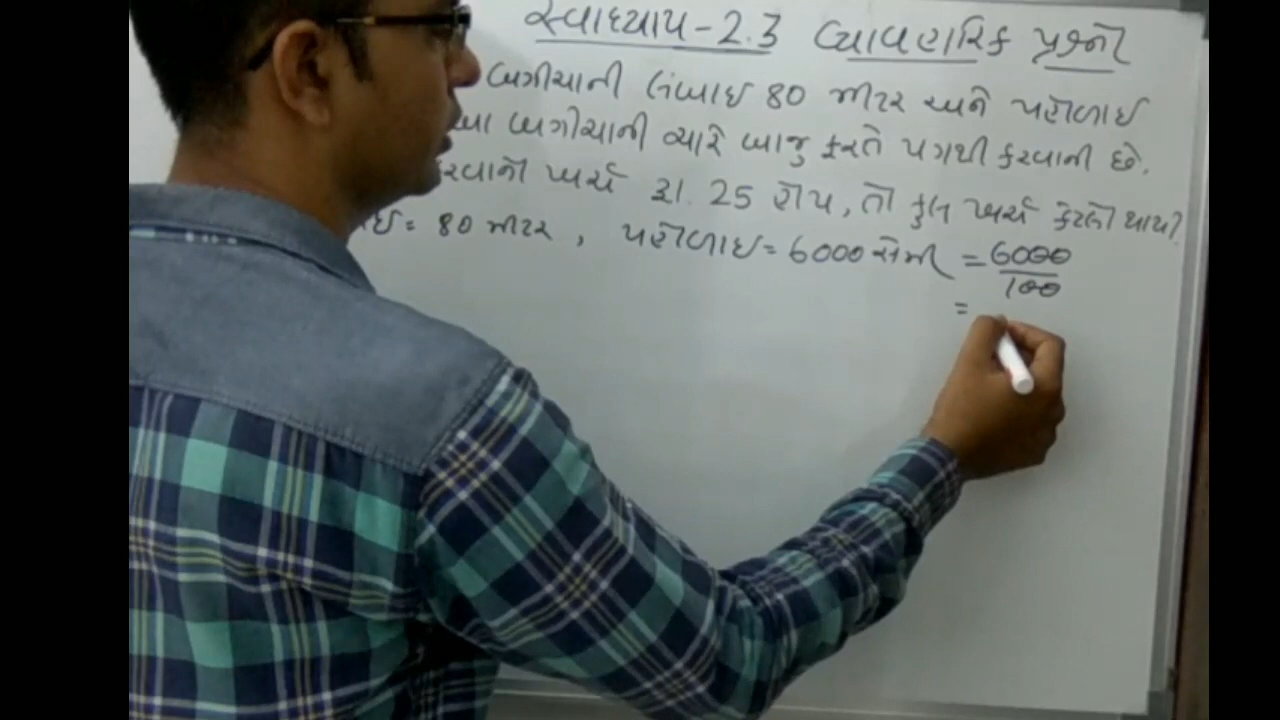 સ્વાધ્યાય - 2.3 વ્યાવહારિક પ્રશ્નો
બગીચાની લંબાઇ 80 મીટર અને પહોળાઇ
આ બગીચાની ચારે બાજુ ફરતે પગથી કરવાની છે.
કરવાનો ખર્ચ રૂા. 25 હોય, તો કુલ ખર્ચ કેટલો થાય?
= 80 મીટર , પહોળાઇ = 6000 સેમી = 6000
100
=